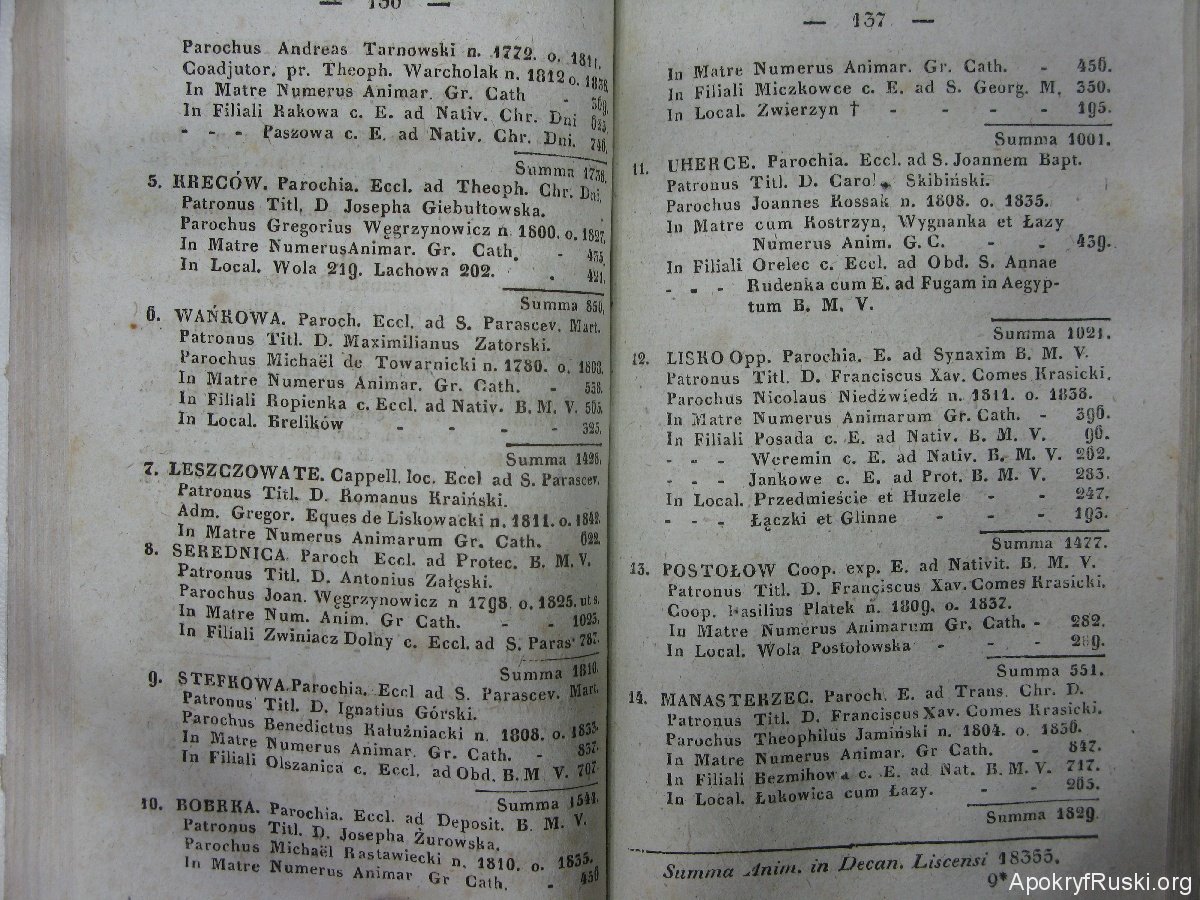 — 136 —
Parochus Andreas Tarnowski n. 1772. o. 1811.
Coadjutor. pr. Theoph. Warcholak n. 1812 o. 1838.
In Matre Numerus Animar. Gr. Cath - 369.
In Filiali Rakowa c. E. ad Nativ. Chr. Dni 623.
- - - Paszowa c. E. ad Nativ. Chr. Dni. 746.
Summa 1738.
5. KRECÓW. Parochia. Eccl. ad Theoph. Chr. Dni.
Patronus Titl. D Josepha Giebułtowska.
Parochus Gregorius Węgrzynowicz n. 1800. o. 1827.
In Matre NumerusAnimar. Gr. Cath. - 435.
In Local. Wola 219. Lachowa 202. - 421.
Summa 856.
6. WAŃKOWA. Paroch. Eccl. ad S. Parascev. Mart.
Patronus Titl. D. Maximilianus Zatorski.
Parochus Michaël de Towarnicki n. 1780. o. 1808.
In Matre Numerus Animar. Gr. Cath. - 538.
In Filiali Ropienka c. Eccl. ad Nativ. B. M. V. 565.
In Local. Brelików - - - - 325.
Summa 1428.
7. LESZCZOWATE. Cappell. loc. Eccl ad S. Parascev.
Patronus Titl. D. Romanus Kraiński.
Adm. Gregor. Eques de Liskowacki n. 1811. o. 1842.
In Matre Numerus Animarum Gr. Cath. 622.
8. SEREDNICA. Paroch Eccl. ad Protec. B. M. V.
Patronus Titl. D. Antonius Załęski.
Parochus Joan. Węgrzynowicz n 1798. o. 1825. ut s.
In Matre Num. Anim. Gr Cath. - - 1023.
In Filiali Zwiniacz Dolny c. Eccl. ad S. Paras· 787.
Summa 1810.
9. STEFKOWA.Parochia. Eccl ad S. Parascev. Mart.
Patronus Titl. D. Ignatius Górski.
Parochus Benedictus Kałużniacki n. 1808. o. 1833.
In Matre Numerus Animar. Gr. Cath. - 837.
In Filiali Olszanica c. Eccl. ad Obd. B. M V. 707.
Summa 1544.
10. BOBRKA. Parochia. Eccl. ad Deposit. B. M. V.
Patronus Titl. D. Josepha Żurowska.
Parochus Michaël Rastawiecki n. 1810. o. 1835.
In Matre Numerus Animar Gr Cath. - 456
— 137 —
In Matre Numerus Animar. Gr. Cath. - 456.
In Filiali Miczkowce c. E. ad S. Georg. M. 350.
In Local. Zwierzyn † - - - - 195.
Summa 1001.
11. UHERCE. Parochia. Eccl. ad S. Joannem Bapt.
Patronus Titl. D. Carol. Skibiński.
Parochus Joannes Kossak n. 1808. o. 1835.
In Matre cum Rostrzyn, Wygnanka et Łazy
Numerus Anim. G. C. - - 439.
In Filiali Orelec c. Eccl. ad Obd. S. Annae
- - - Rudenka cum E. ad Fugam in Aegyp-
tum B. M. V.
Summa 1021.
12. LISKO Opp. Parochia. E. ad Synaxim B. M. V.
Patronus Titl. D. Franciscus Xav. Comes Krasicki.
Parochus Nicolaus Niedźwiedź n. 1811. o. 1838.
In Matre Numerus Animarum Gr. Cath. - 396.
In Filiali Posada c. E. ad Nativ. B. M. V. 96.
- - - Weremin c. E. ad Nativ. B. M. V. 262.
- - - Jankowe c. E. ad Prot. B. M. V. 283.
In Local. Przedmieście et Huzele - - 247.
- - - Łączki et Glinne - - 193.
Summa 1477.
13. POSTOŁOW Coop. exp. E. ad Nativit. B. M. V.
Patronus Titl. D. Franciscus Xav. Comes Krasicki.
Coop. Basilius Platek n. 1809. o. 1837.
In Matre Numerus Animarum Gr. Cath. - 282.
In Local. Wola Postołowska - - 269.
Summa 551.
14. MANASTERZEC. Paroch. E. ad Trans. Chr. D.
Patronus Titl. D. Franciscus Xav. Comes Krasicki.
Parochus Theophilus Jamiński n. 1804. o. 1830.
In Matre Numerus Animar. Gr Cath. - 847.
In Filiali Bezmihowa c. E. ad Nat. B. M. V. 717.
In Local. Łukowica cum Łazy. - - 265.
Summa 1829.
Summa Anim. in Decan. Liscensi 18355.
9*
ApokryfRuski.org